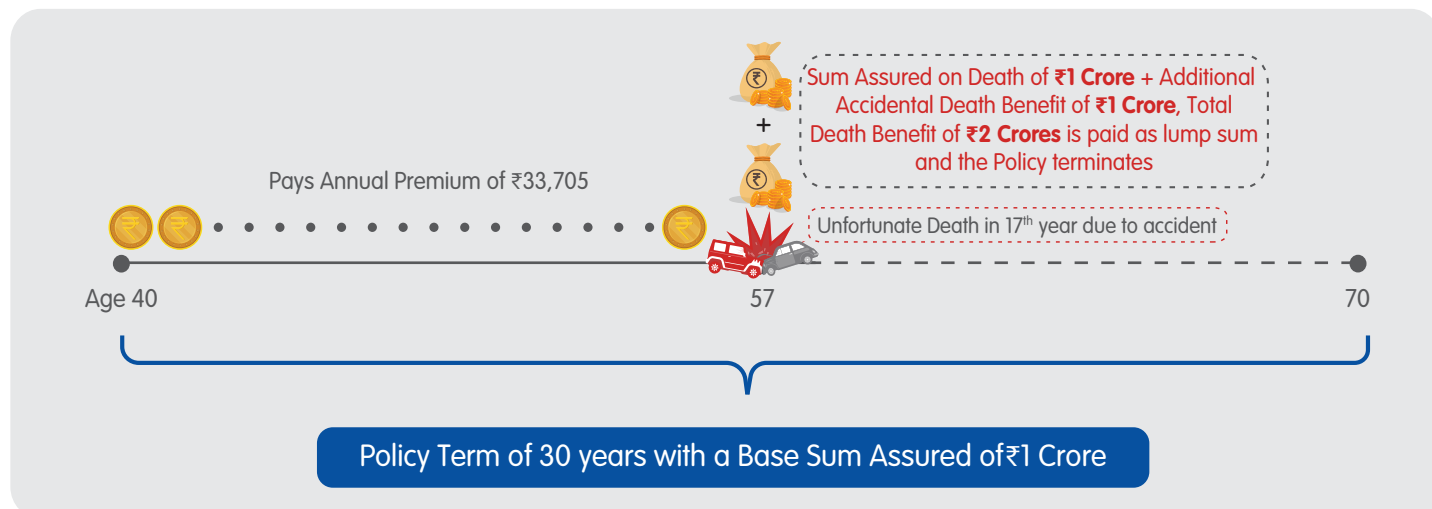 Sum Assured on Death of ₹1 Crore + Additional
Accidental Death Benefit of ₹1 Crore, Total
Death Benefit of ₹2 Crores is paid as lump sum
and the Policy terminates
₹
+
₹
Pays Annual Premium of ₹33,705
₹ ₹ ₹
Unfortunate Death in 17th year due to accident
Age 40 57 70
Policy Term of 30 years with a Base Sum Assured of₹1 Crore